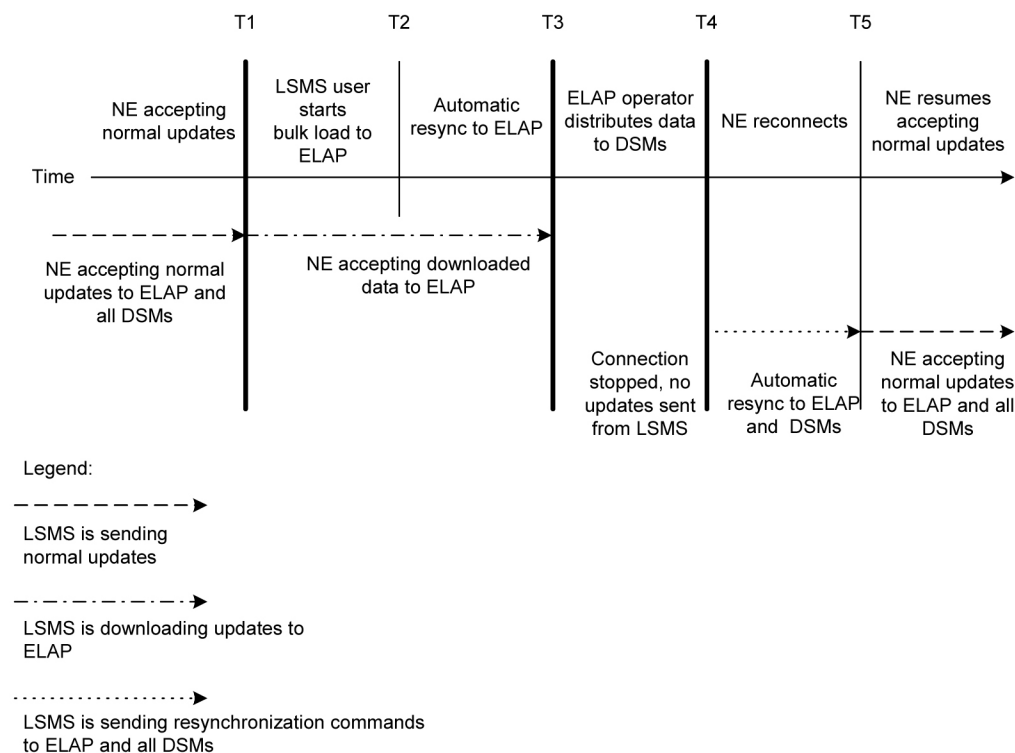 T1
T2
T3
T4
T5
NE accepting
normal updates
LSMS user
starts
bulk load to
ELAP
Automatic
resync to ELAP
ELAP operator
distributes data
to DSMs
NE reconnects
NE resumes
accepting
normal updates
Time
NE accepting normal
updates to ELAP and
all DSMs
NE accepting downloaded
data to ELAP
Connection
stopped, no
updates sent
from LSMS
Automatic
resync to ELAP
and DSMs
NE accepting
normal updates
to ELAP and all
DSMs
Legend:
LSMS is sending
normal updates
LSMS is downloading updates to
ELAP
LSMS is sending resynchronization commands
to ELAP and all DSMs